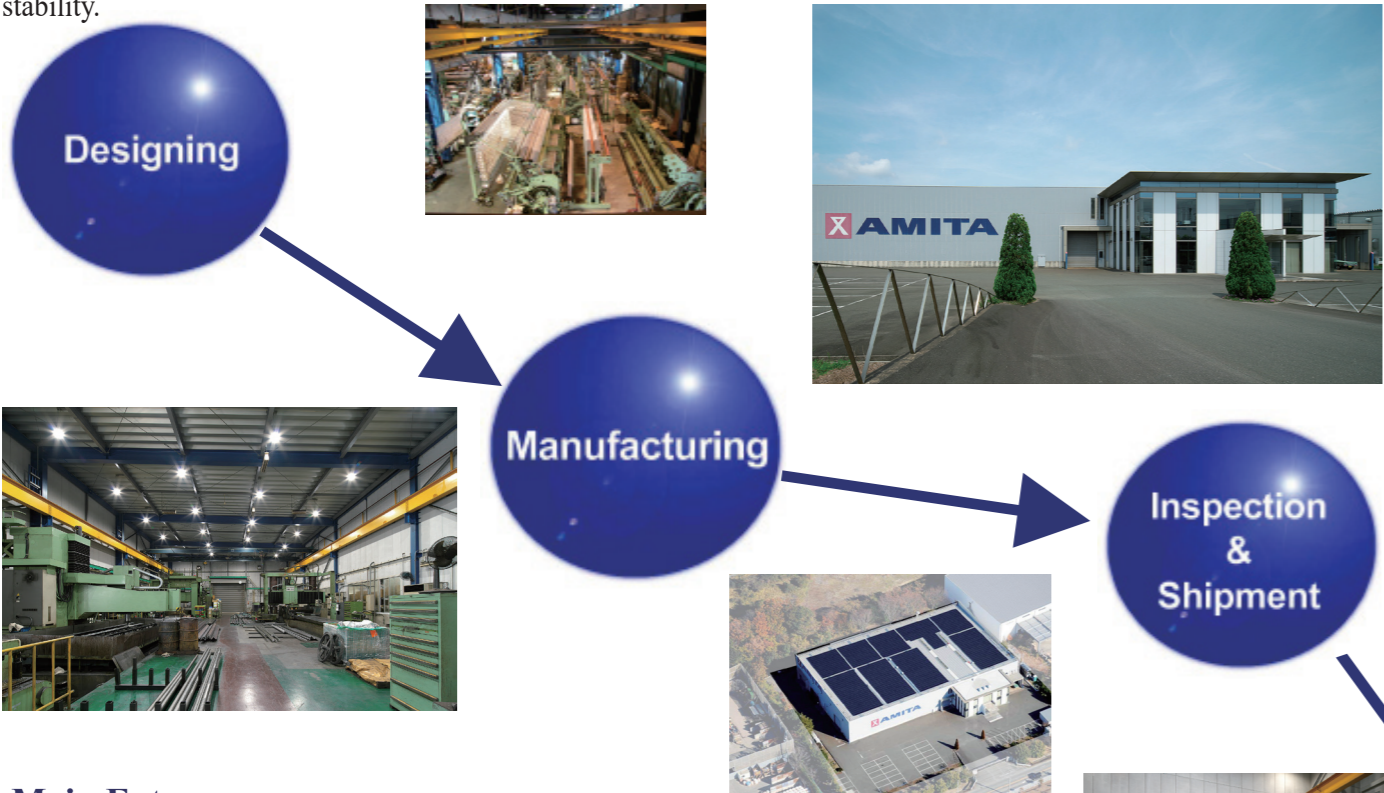 stability.
Designing
AMITA
Manufacturing
Inspection
&
Shipment
AMITA